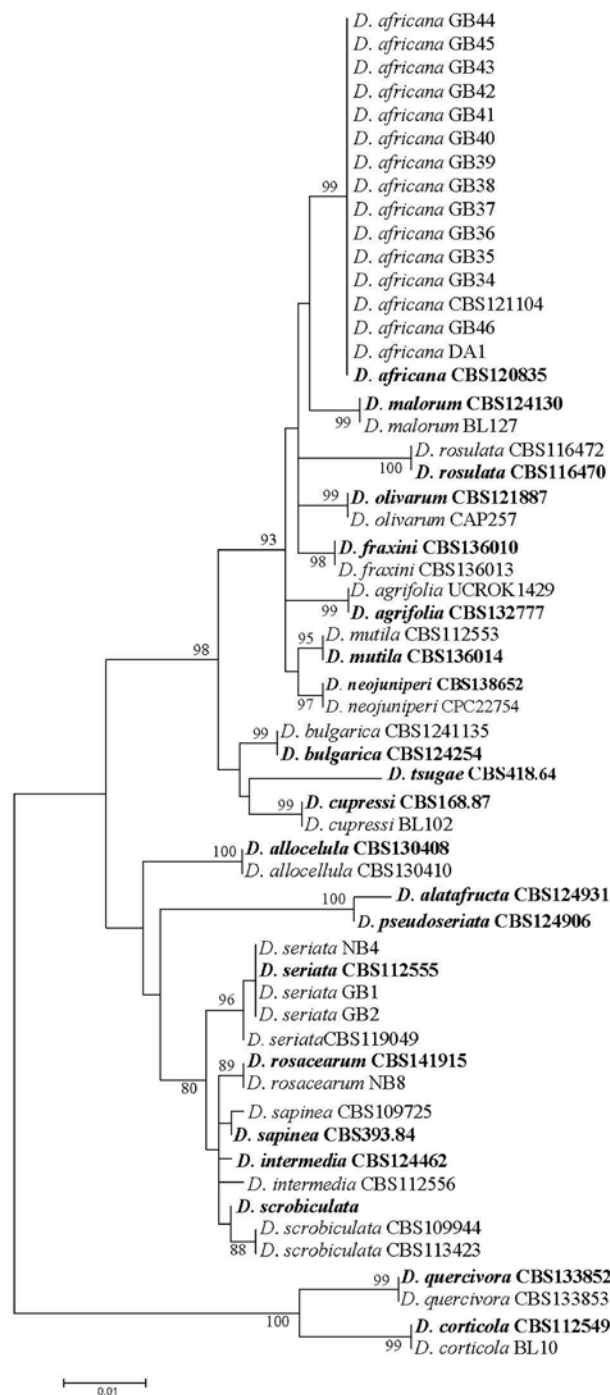 D. africana GB44
D. africana GB45
D. africana GB43
D. africana GB42
D. africana GB41
D. africana GB40
D. africana GB39
99
D. africana GB38
D. africana GB37
D. africana GB36
D. africana GB35
D. africana GB34
D. africana CBS121104
D. africana GB46
D. africana DA1
D. africana CBS120835
D. malorum CBS124130
99
D. malorum BL127
D. rosulata CBS116472
100
D. rosulata CBS116470
99
D. olivarum CBS121887
D. olivarum CAP257
93
D. fraxini CBS136010
98
D. fraxini CBS136013
D. agrifolia UCROK1429
99
D. agrifolia CBS132777
95
D. mutila CBS112553
98
D. mutila CBS136014
D. neojuniperi CBS138652
97
D. neojuniperi CPC22754
99
D. bulgarica CBS1241135
D. bulgarica CBS124254
D. tsugae CBS418.64
99
D. cupressi CBS168.87
D. cupressi BL102
100
D. allocelula CBS130408
D. allocellula CBS130410
100
D. alatafructa CBS124931
D. pseudoseriata CBS124906
D. seriata NB4
D. seriata CBS112555
96
D. seriata GB1
D. seriata GB2
D. seriataCBS119049
89
D. rosacearum CBS141915
80
D. rosacearum NB8
D. sapinea CBS109725
D. sapinea CBS393.84
D. intermedia CBS124462
D. intermedia CBS112556
D. scrobiculata
D. scrobiculata CBS109944
88
D. scrobiculata CBS113423
99
D. quercivora CBS133852
D. quercivora CBS133853
100
D. corticola CBS112549
99
D. corticola BL10
0.01